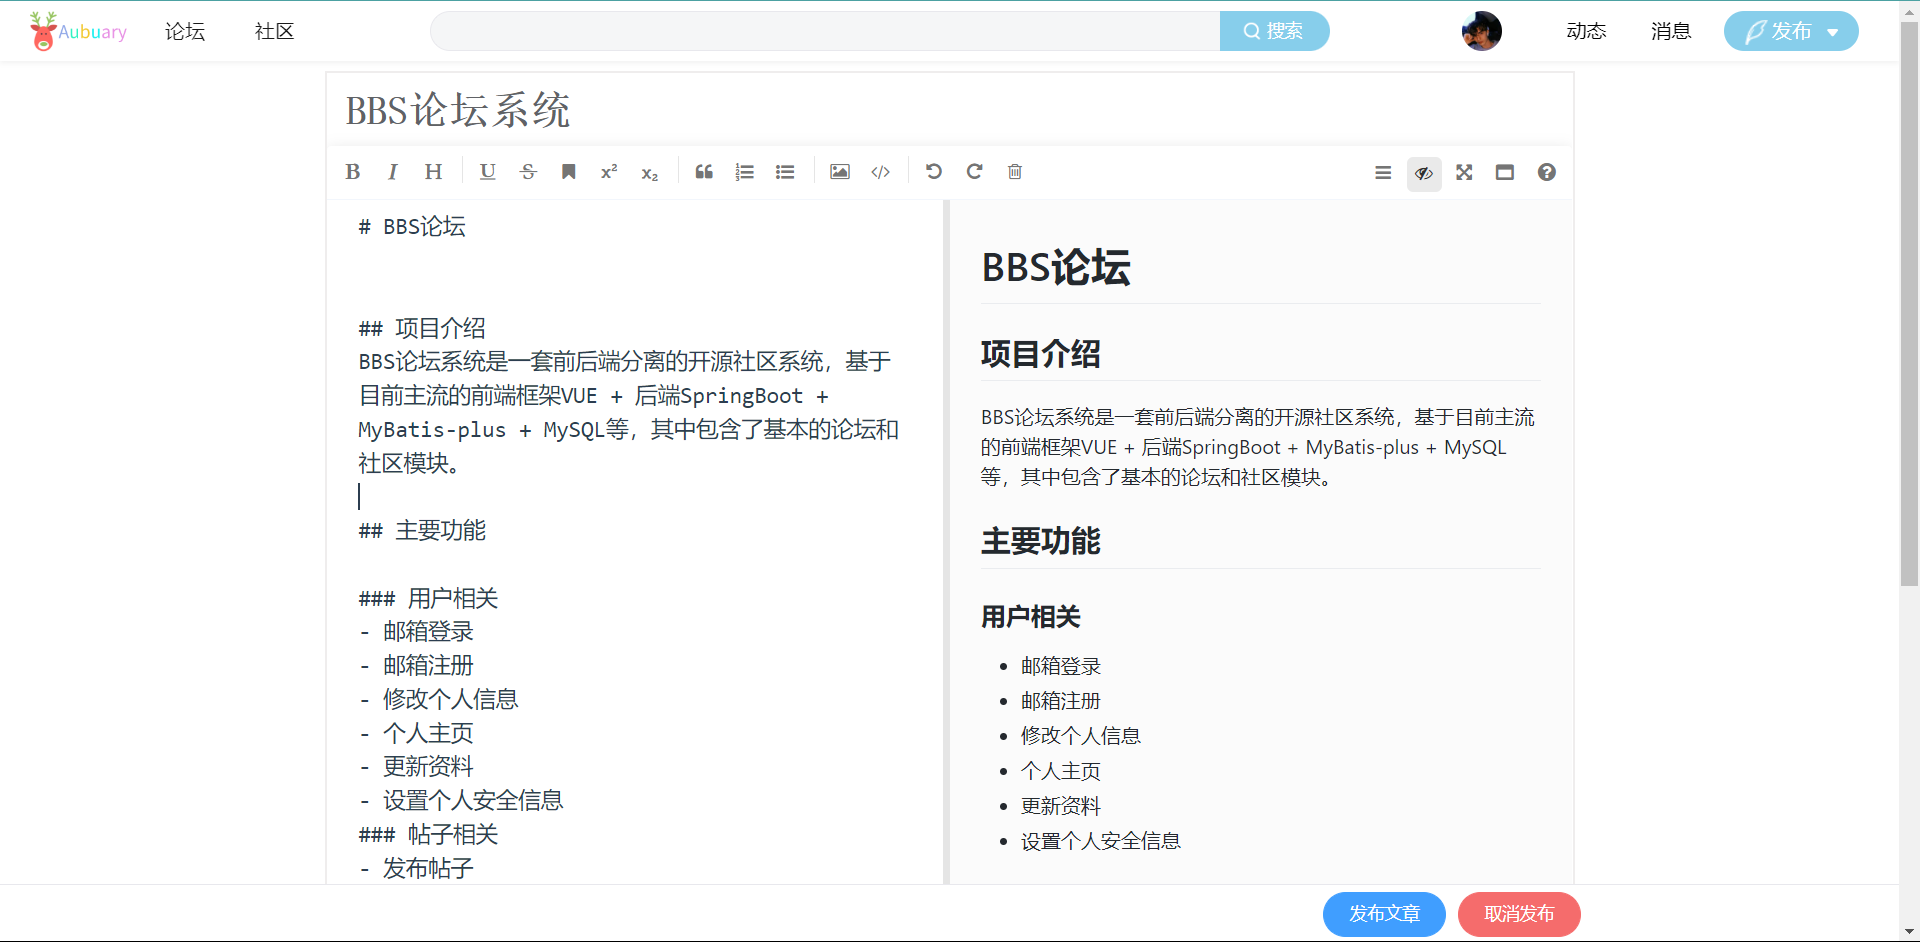 Aubuary 论坛 社区 搜索 动态 消息 发布
BBS论坛系统
B I H U S x² x₂
# BBS论坛
## 项目介绍
BBS论坛系统是一套前后端分离的开源社区系统，基于
目前主流的前端框架VUE + 后端SpringBoot +
MyBatis-plus + MySQL等，其中包含了基本的论坛和
社区模块。
## 主要功能
### 用户相关
- 邮箱登录
- 邮箱注册
- 修改个人信息
- 个人主页
- 更新资料
- 设置个人安全信息
### 帖子相关
- 发布帖子
BBS论坛
项目介绍
BBS论坛系统是一套前后端分离的开源社区系统，基于目前主流
的前端框架VUE + 后端SpringBoot + MyBatis-plus + MySQL
等，其中包含了基本的论坛和社区模块。
主要功能
用户相关
• 邮箱登录
• 邮箱注册
• 修改个人信息
• 个人主页
• 更新资料
• 设置个人安全信息
发布文章 取消发布